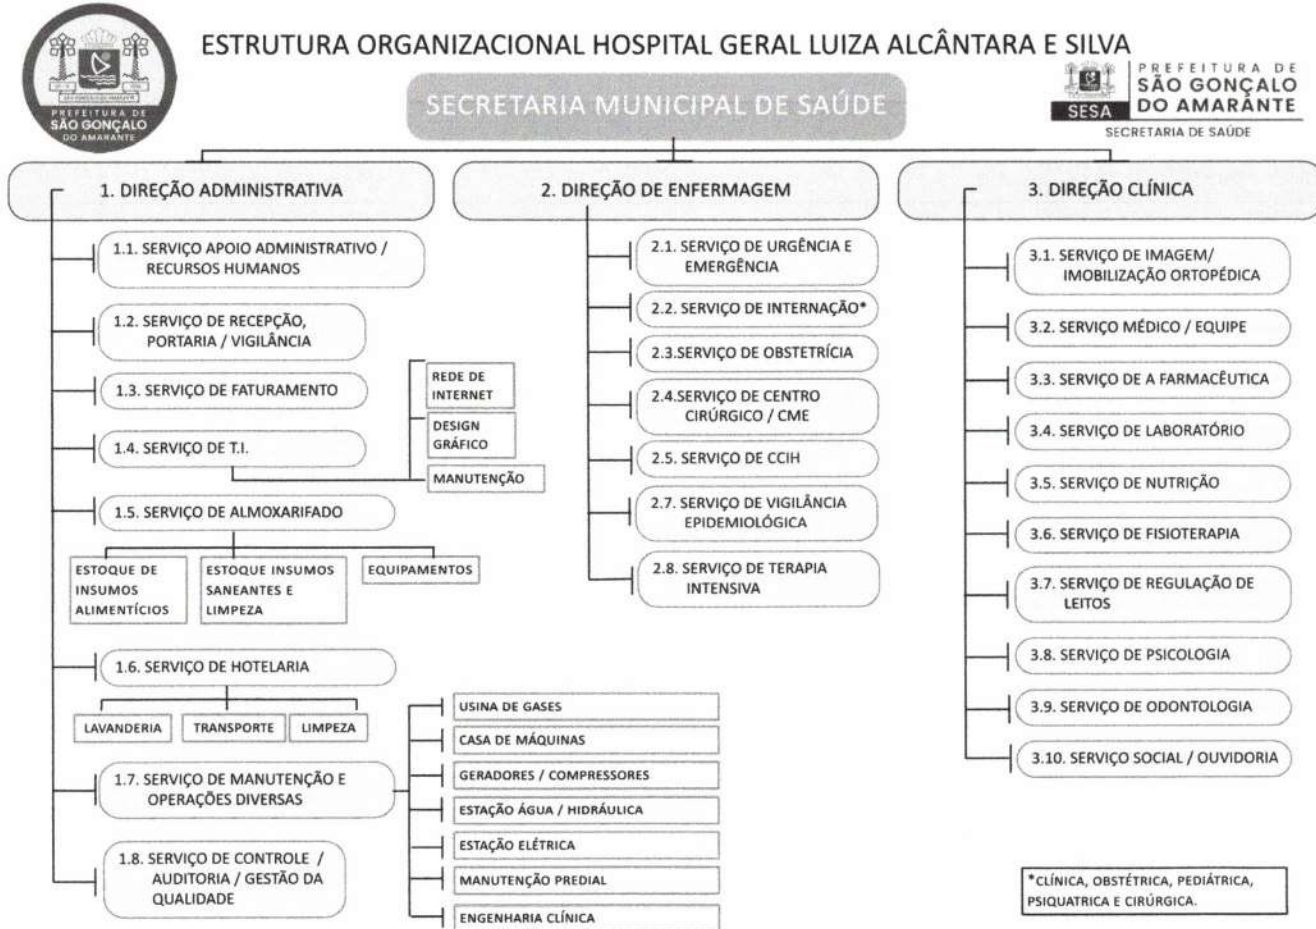 ESTRUTURA ORGANIZACIONAL HOSPITAL GERAL LUIZA ALCÂNTARA E SILVA
PREFEITURA DE
SÃO GONÇALO
DO AMARANTE
SECRETARIA MUNICIPAL DE SAÚDE
SESA
PREFEITURA DE
SÃO GONÇALO
DO AMARANTE
SECRETARIA DE SAÚDE
1. DIREÇÃO ADMINISTRATIVA
1.1. SERVIÇO APOIO ADMINISTRATIVO /
RECURSOS HUMANOS
1.2. SERVIÇO DE RECEPÇÃO,
PORTARIA / VIGILÂNCIA
1.3. SERVIÇO DE FATURAMENTO
1.4. SERVIÇO DE T.I.
REDE DE
INTERNET
DESIGN
GRÁFICO
MANUTENÇÃO
1.5. SERVIÇO DE ALMOXARIFADO
ESTOQUE DE
INSUMOS
ALIMENTÍCIOS
ESTOQUE INSUMOS
SANEANTES E
LIMPEZA
EQUIPAMENTOS
1.6. SERVIÇO DE HOTELARIA
LAVANDERIA
TRANSPORTE
LIMPEZA
1.7. SERVIÇO DE MANUTENÇÃO E
OPERAÇÕES DIVERSAS
USINA DE GASES
CASA DE MÁQUINAS
GERADORES / COMPRESSORES
ESTAÇÃO ÁGUA / HIDRÁULICA
ESTAÇÃO ELÉTRICA
MANUTENÇÃO PREDIAL
ENGENHARIA CLÍNICA
1.8. SERVIÇO DE CONTROLE /
AUDITORIA / GESTÃO DA
QUALIDADE
2. DIREÇÃO DE ENFERMAGEM
2.1. SERVIÇO DE URGÊNCIA E
EMERGÊNCIA
2.2. SERVIÇO DE INTERNAÇÃO*
2.3.SERVIÇO DE OBSTETRÍCIA
2.4.SERVIÇO DE CENTRO
CIRÚRGICO / CME
2.5. SERVIÇO DE CCIH
2.7. SERVIÇO DE VIGILÂNCIA
EPIDEMIOLÓGICA
2.8. SERVIÇO DE TERAPIA
INTENSIVA
3. DIREÇÃO CLÍNICA
3.1. SERVIÇO DE IMAGEM/
IMOBILIZAÇÃO ORTOPÉDICA
3.2. SERVIÇO MÉDICO / EQUIPE
3.3. SERVIÇO DE A FARMACÊUTICA
3.4. SERVIÇO DE LABORATÓRIO
3.5. SERVIÇO DE NUTRIÇÃO
3.6. SERVIÇO DE FISIOTERAPIA
3.7. SERVIÇO DE REGULAÇÃO DE
LEITOS
3.8. SERVIÇO DE PSICOLOGIA
3.9. SERVIÇO DE ODONTOLOGIA
3.10. SERVIÇO SOCIAL / OUVIDORIA
*CLÍNICA, OBSTÉTRICA, PEDIÁTRICA,
PSIQUATRICA E CIRÚRGICA.